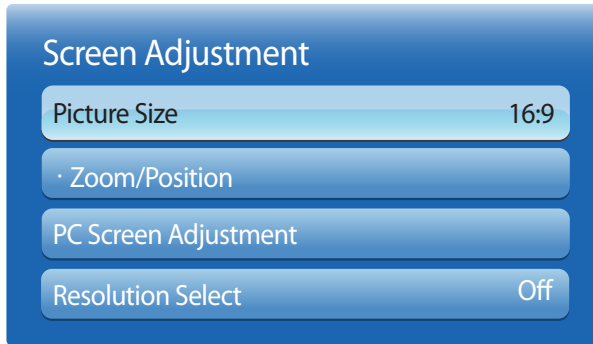 Screen Adjustment
Picture Size 16:9
· Zoom/Position
PC Screen Adjustment
Resolution Select Off